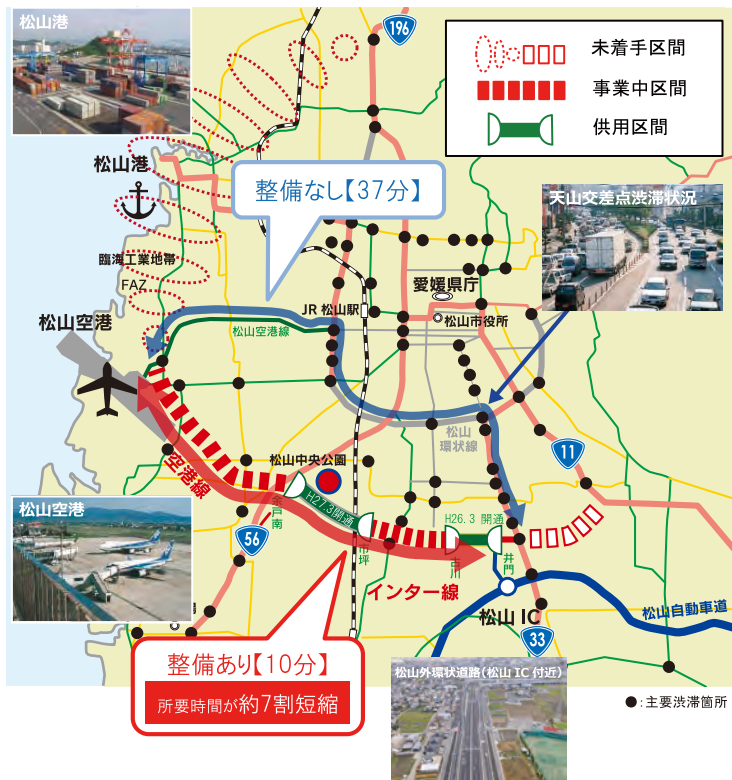 松山港
196
未着手区間
事業中区間
供用区間
松山港
整備なし【37分】
天山交差点渋滞状況
臨海工業地帯
FAZ
愛媛県庁
JR 松山駅
松山市役所
松山空港
松山空港線
松山
環状線
11
松山中央公園
空港線
余戸南
H27.3開通
市坪
H26.3 開通
古川
井門
松山空港
56
インター線
松山 IC
松山自動車道
33
整備あり【10分】
所要時間が約7割短縮
松山外環状道路(松山 IC 付近)
●:主要渋滞箇所